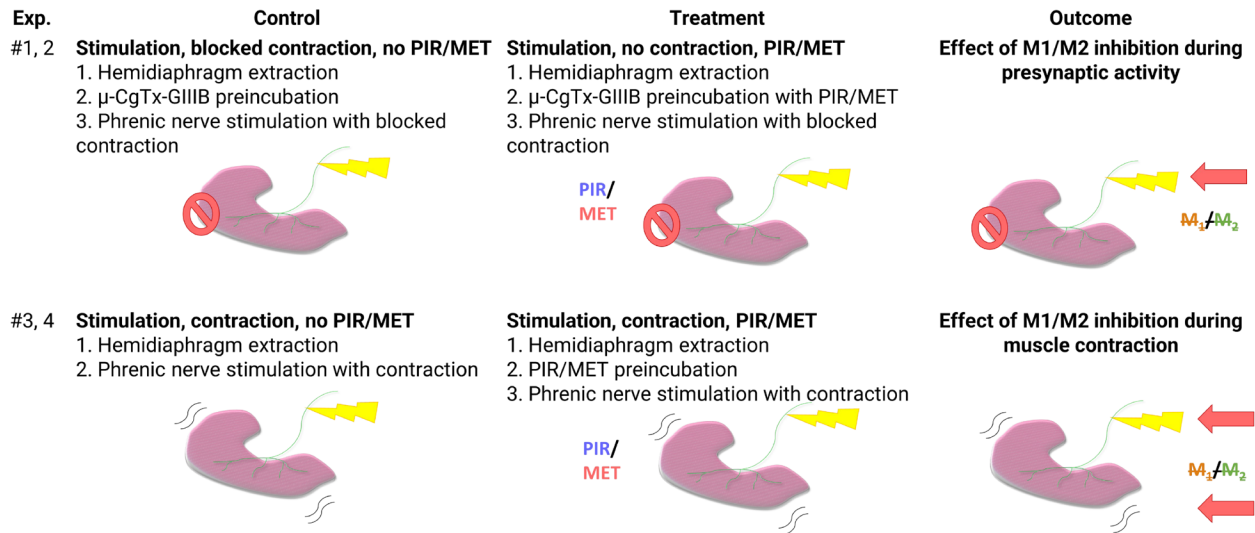 Exp.
Control
Treatment
Outcome
#1, 2
Stimulation, blocked contraction, no PIR/MET
1. Hemidiaphragm extraction
2. µ-CgTx-GIIIB preincubation
3. Phrenic nerve stimulation with blocked
contraction
Stimulation, no contraction, PIR/MET
1. Hemidiaphragm extraction
2. µ-CgTx-GIIIB preincubation with PIR/MET
3. Phrenic nerve stimulation with blocked
contraction
PIR/
MET
Effect of M1/M2 inhibition during
presynaptic activity
M₁/M₂
#3, 4
Stimulation, contraction, no PIR/MET
1. Hemidiaphragm extraction
2. Phrenic nerve stimulation with contraction
Stimulation, contraction, PIR/MET
1. Hemidiaphragm extraction
2. PIR/MET preincubation
3. Phrenic nerve stimulation with contraction
PIR/
MET
Effect of M1/M2 inhibition during
muscle contraction
M₁/M₂